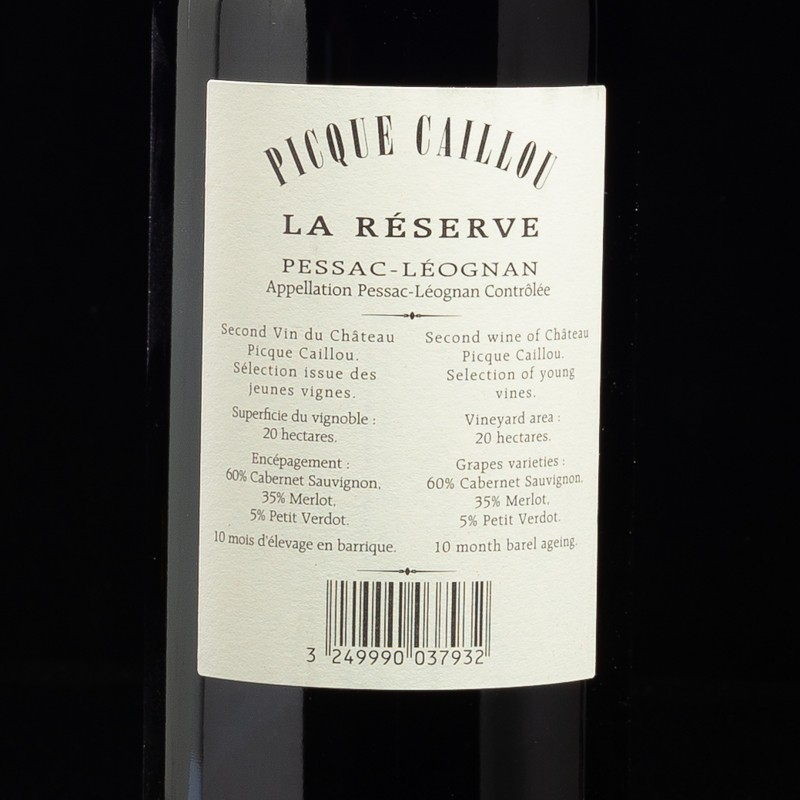 PICQUE CAILLOU
LA RÉSERVE
PESSAC-LÉOGNAN
Appellation Pessac-Léognan Contrôlée
Second Vin du Château
Picque Caillou.
Sélection issue des
jeunes vignes.
Superficie du vignoble :
20 hectares.
Encépagement :
60% Cabernet Sauvignon,
35% Merlot,
5% Petit Verdot.
10 mois d'élevage en barrique.
Second wine of Château
Picque Caillou.
Selection of young
vines.
Vineyard area :
20 hectares.
Grapes varieties :
60% Cabernet Sauvignon,
35% Merlot,
5% Petit Verdot.
10 month barel ageing.
3 249990 037932